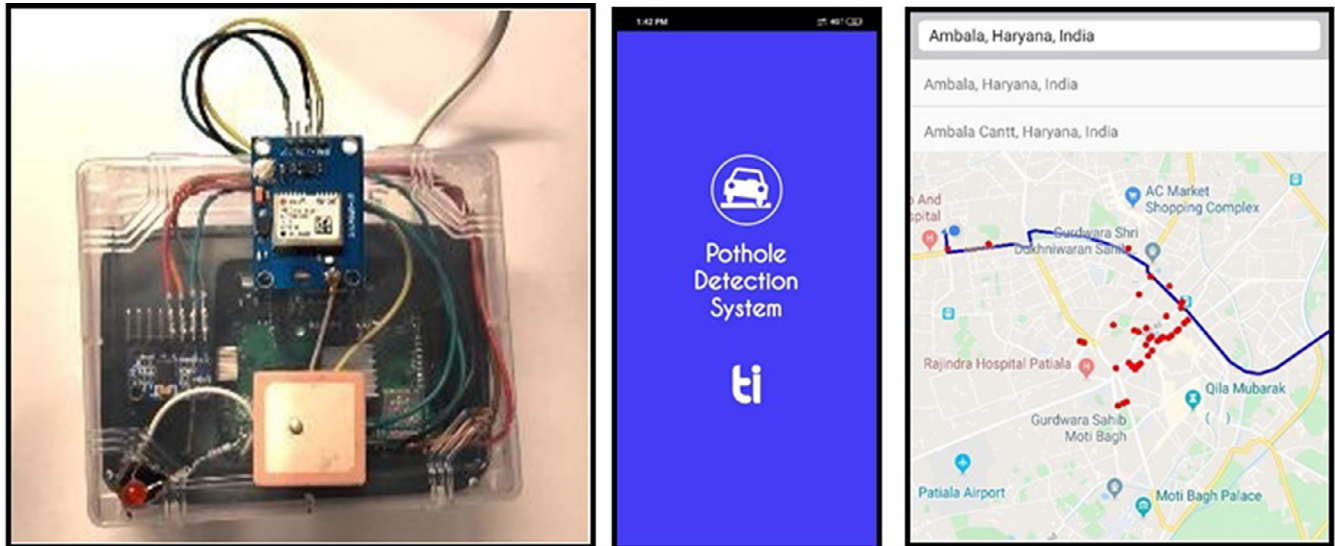 1:42 PM
Pothole
Detection
System
ti
Ambala, Haryana, India
Ambala, Haryana, India
Ambala Cantt, Haryana, India
AC Market
Shopping Complex
p And
spital
Gurdwara Shri
Dukhniwaran Sahib
Rajindra Hospital Patiala
Qila Mubarak
( )
Gurdwara Sahib
Moti Bagh
Patiala Airport
Moti Bagh Palace